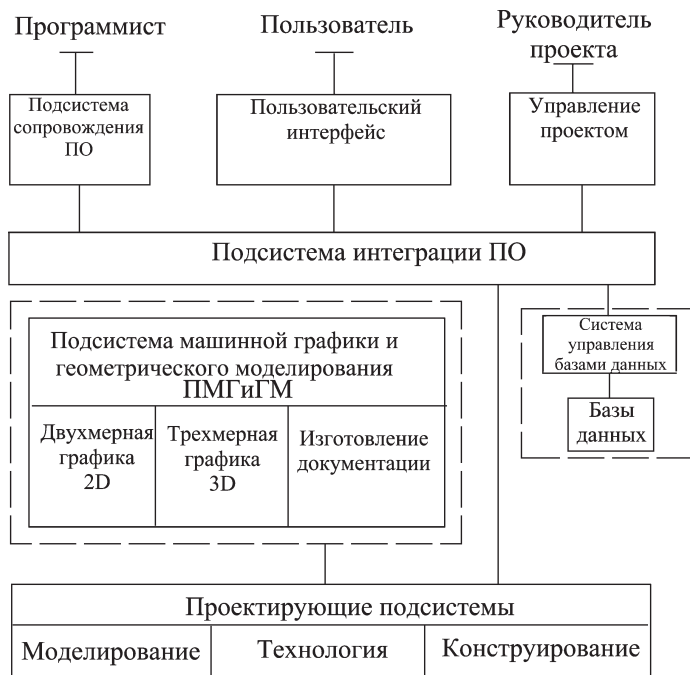 Программист
Пользователь
Руководитель
проекта
Подсистема
сопровождения
ПО
Пользовательский
интерфейс
Управление
проектом
Подсистема интеграции ПО
Подсистема машинной графики и
геометрического моделирования
ПМГиГМ
Двухмерная
графика
2D
Трехмерная
графика
3D
Изготовление
документации
Система
управления
базами данных
Базы
данных
Проектирующие подсистемы
Моделирование
Технология
Конструирование